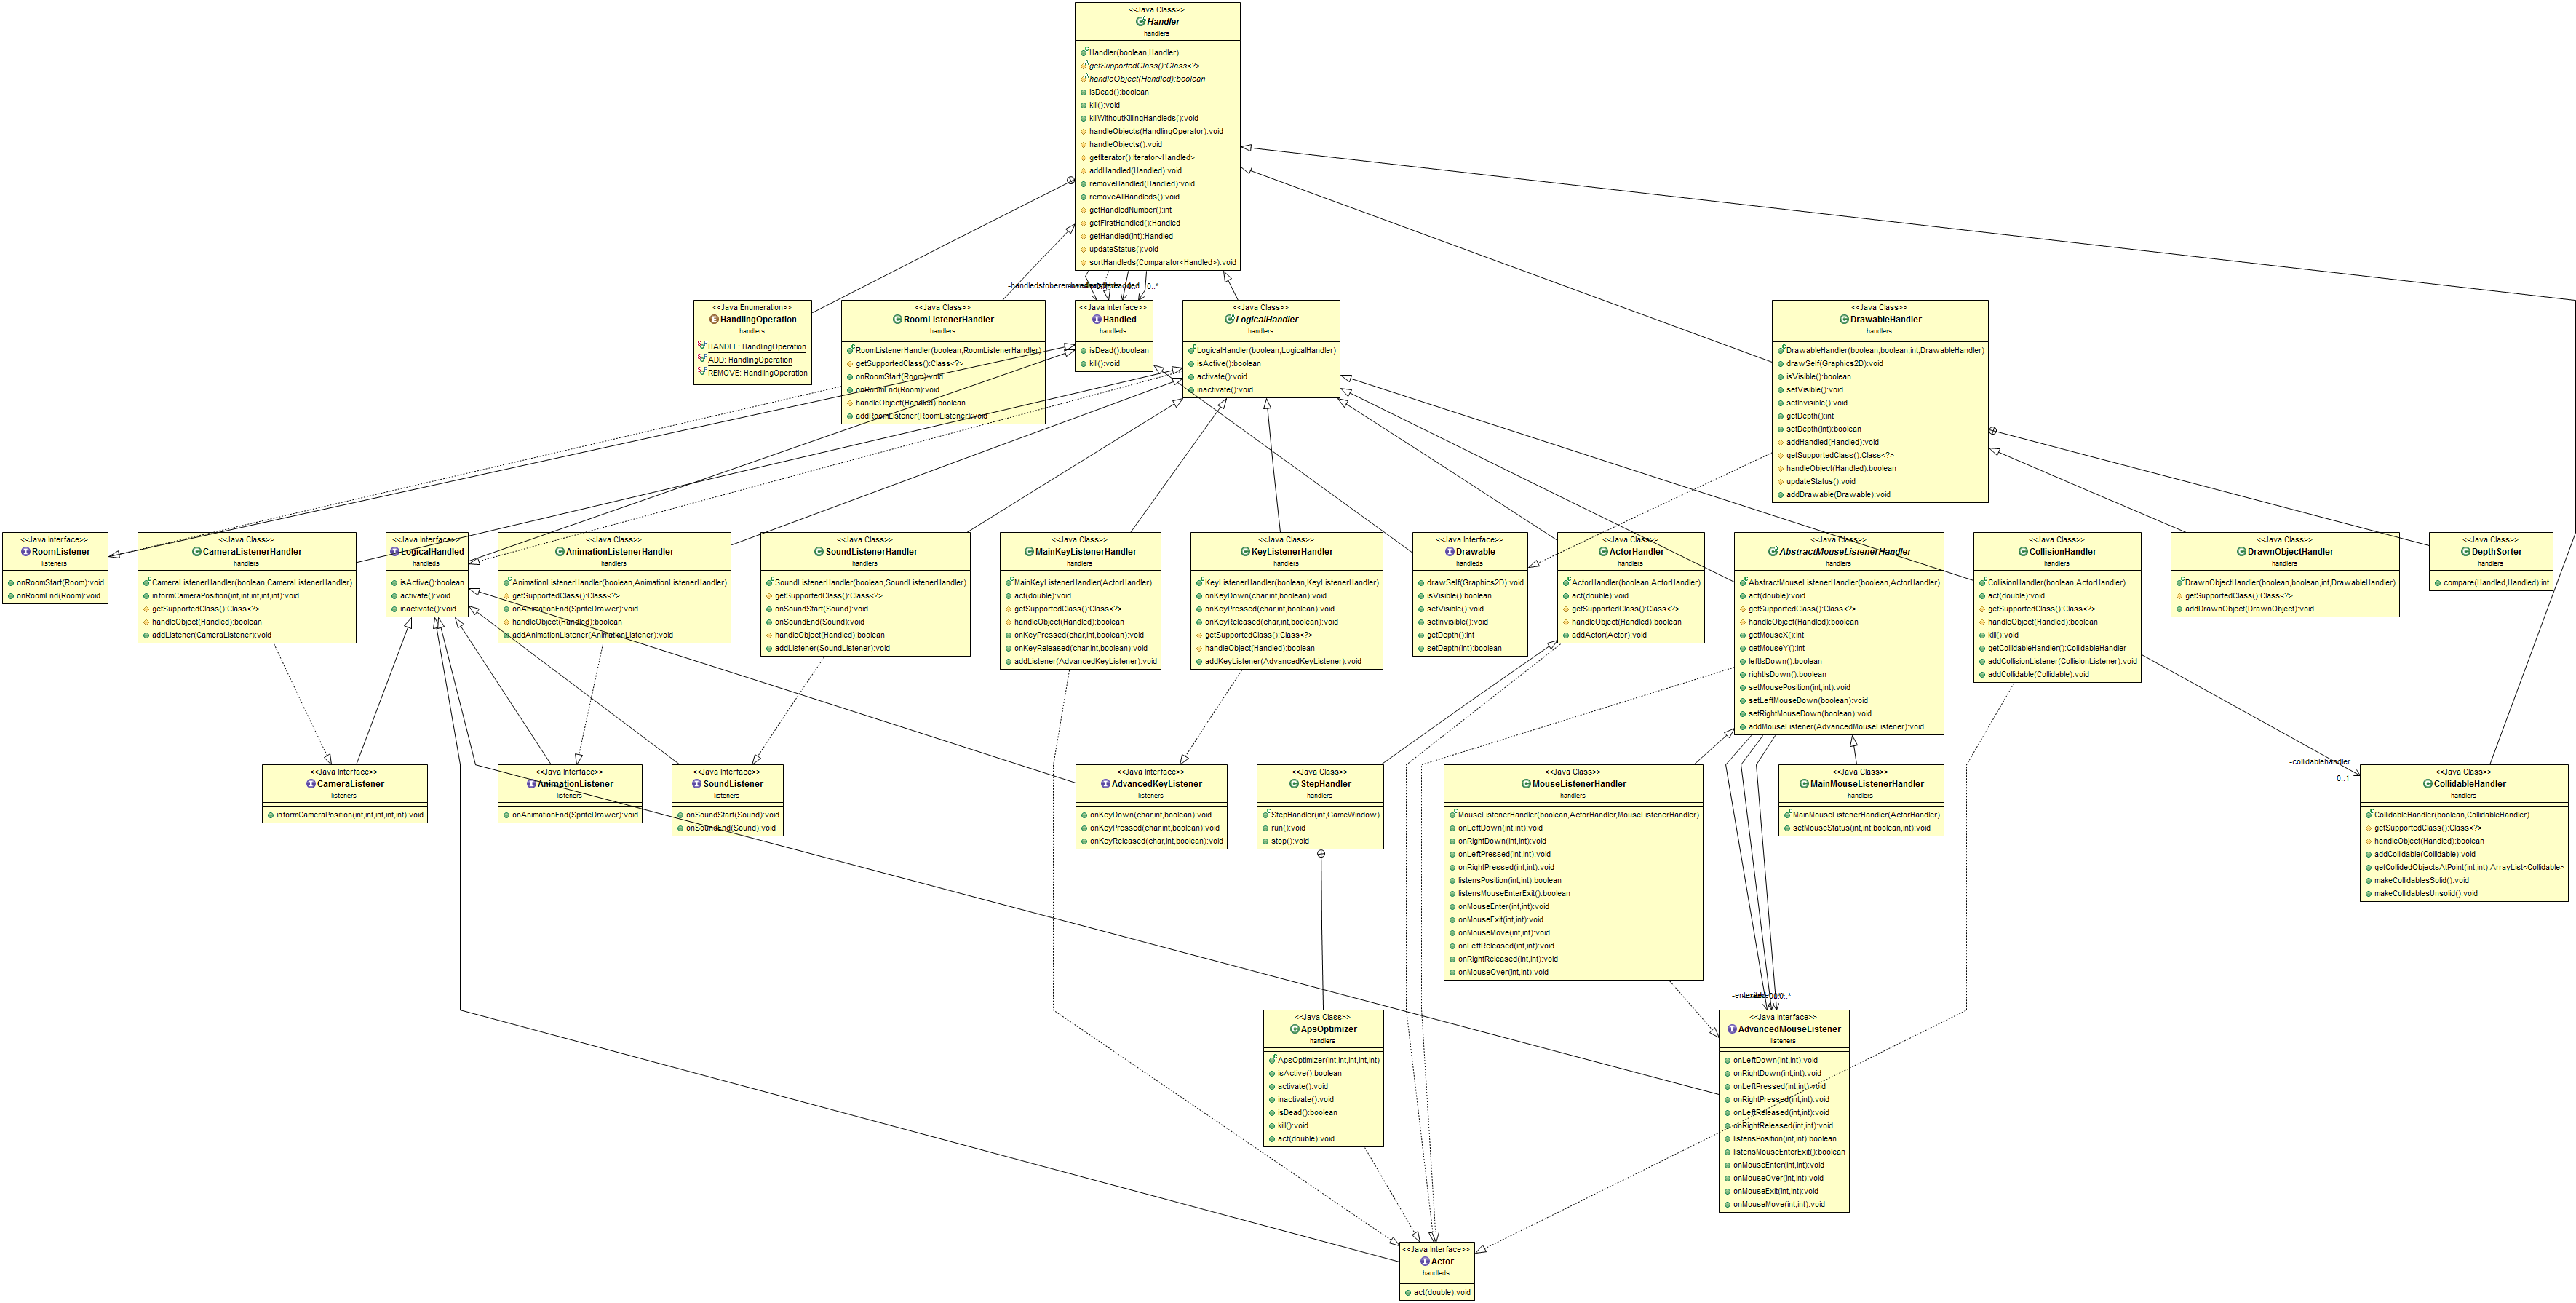 <<Java Class>>
Handler
handlers
Handler(boolean,Handler)
getSupportedClass():Class<?>
handleObject(Handled):boolean
isDead():boolean
kill():void
killWithoutKillingHandleds():void
handleObjects(HandlingOperator):void
handleObjects():void
getIterator():Iterator<Handled>
addHandled(Handled):void
removeHandled(Handled):void
removeAllHandleds():void
getHandledNumber():int
getFirstHandled():Handled
getHandled(int):Handled
updateStatus():void
sortHandleds(Comparator<Handled>):void
0..*
<<Java Enumeration>>
HandlingOperation
handlers
HANDLE: HandlingOperation
ADD: HandlingOperation
REMOVE: HandlingOperation
<<Java Class>>
RoomListenerHandler
handlers
RoomListenerHandler(boolean,RoomListenerHandler)
getSupportedClass():Class<?>
onRoomStart(Room):void
onRoomEnd(Room):void
handleObject(Handled):boolean
addRoomListener(RoomListener):void
<<Java Interface>>
Handled
handleds
isDead():boolean
kill():void
<<Java Class>>
LogicalHandler
handlers
LogicalHandler(boolean,LogicalHandler)
isActive():boolean
activate():void
inactivate():void
<<Java Class>>
DrawableHandler
handlers
DrawableHandler(boolean,boolean,int,DrawableHandler)
drawSelf(Graphics2D):void
isVisible():boolean
setVisible():void
setInvisible():void
getDepth():int
setDepth(int):boolean
addHandled(Handled):void
getSupportedClass():Class<?>
handleObject(Handled):boolean
updateStatus():void
addDrawable(Drawable):void
<<Java Interface>>
RoomListener
listeners
onRoomStart(Room):void
onRoomEnd(Room):void
<<Java Class>>
CameraListenerHandler
handlers
CameraListenerHandler(boolean,CameraListenerHandler)
informCameraPosition(int,int,int,int,int):void
getSupportedClass():Class<?>
handleObject(Handled):boolean
addListener(CameraListener):void
<<Java Interface>>
LogicalHandled
handleds
isActive():boolean
activate():void
inactivate():void
<<Java Class>>
AnimationListenerHandler
handlers
AnimationListenerHandler(boolean,AnimationListenerHandler)
getSupportedClass():Class<?>
onAnimationEnd(SpriteDrawer):void
handleObject(Handled):boolean
addAnimationListener(AnimationListener):void
<<Java Class>>
SoundListenerHandler
handlers
SoundListenerHandler(boolean,SoundListenerHandler)
getSupportedClass():Class<?>
onSoundStart(Sound):void
onSoundEnd(Sound):void
handleObject(Handled):boolean
addListener(SoundListener):void
<<Java Class>>
MainKeyListenerHandler
handlers
MainKeyListenerHandler(ActorHandler)
act(double):void
getSupportedClass():Class<?>
handleObject(Handled):boolean
onKeyPressed(char,int,boolean):void
onKeyReleased(char,int,boolean):void
addListener(AdvancedKeyListener):void
<<Java Class>>
KeyListenerHandler
handlers
KeyListenerHandler(boolean,KeyListenerHandler)
onKeyDown(char,int,boolean):void
onKeyPressed(char,int,boolean):void
onKeyReleased(char,int,boolean):void
getSupportedClass():Class<?>
handleObject(Handled):boolean
addKeyListener(AdvancedKeyListener):void
<<Java Interface>>
Drawable
handleds
drawSelf(Graphics2D):void
isVisible():boolean
setVisible():void
setInvisible():void
getDepth():int
setDepth(int):boolean
<<Java Class>>
ActorHandler
handlers
ActorHandler(boolean,ActorHandler)
act(double):void
getSupportedClass():Class<?>
handleObject(Handled):boolean
addActor(Actor):void
<<Java Class>>
AbstractMouseListenerHandler
handlers
AbstractMouseListenerHandler(boolean,ActorHandler)
act(double):void
getSupportedClass():Class<?>
handleObject(Handled):boolean
getMouseX():int
getMouseY():int
leftIsDown():boolean
rightIsDown():boolean
setMousePosition(int,int):void
setLeftMouseDown(boolean):void
setRightMouseDown(boolean):void
addMouseListener(AdvancedMouseListener):void
<<Java Class>>
CollisionHandler
handlers
CollisionHandler(boolean,ActorHandler)
act(double):void
getSupportedClass():Class<?>
handleObject(Handled):boolean
kill():void
getCollidableHandler():CollidableHandler
addCollisionListener(CollisionListener):void
addCollidable(Collidable):void
<<Java Class>>
DrawnObjectHandler
handlers
DrawnObjectHandler(boolean,boolean,int,DrawableHandler)
getSupportedClass():Class<?>
addDrawnObject(DrawnObject):void
<<Java Class>>
DepthSorter
handlers
compare(Handled,Handled):int
<<Java Interface>>
CameraListener
listeners
informCameraPosition(int,int,int,int,int):void
<<Java Interface>>
AnimationListener
listeners
onAnimationEnd(SpriteDrawer):void
<<Java Interface>>
SoundListener
listeners
onSoundStart(Sound):void
onSoundEnd(Sound):void
<<Java Interface>>
AdvancedKeyListener
listeners
onKeyDown(char,int,boolean):void
onKeyPressed(char,int,boolean):void
onKeyReleased(char,int,boolean):void
<<Java Class>>
StepHandler
handlers
StepHandler(int,GameWindow)
run():void
stop():void
<<Java Class>>
MouseListenerHandler
handlers
MouseListenerHandler(boolean,ActorHandler,MouseListenerHandler)
onLeftDown(int,int):void
onRightDown(int,int):void
onLeftPressed(int,int):void
onRightPressed(int,int):void
listensPosition(int,int):boolean
listensMouseEnterExit():boolean
onMouseEnter(int,int):void
onMouseExit(int,int):void
onMouseMove(int,int):void
onLeftReleased(int,int):void
onRightReleased(int,int):void
onMouseOver(int,int):void
<<Java Class>>
MainMouseListenerHandler
handlers
MainMouseListenerHandler(ActorHandler)
setMouseStatus(int,int,boolean,int):void
-collidablehandler
0..1
<<Java Class>>
CollidableHandler
handlers
CollidableHandler(boolean,CollidableHandler)
getSupportedClass():Class<?>
handleObject(Handled):boolean
addCollidable(Collidable):void
getCollidedObjectsAtPoint(int,int):ArrayList<Collidable>
makeCollidablesSolid():void
makeCollidablesUnsolid():void
<<Java Class>>
ApsOptimizer
handlers
ApsOptimizer(int,int,int,int,int)
isActive():boolean
activate():void
inactivate():void
isDead():boolean
kill():void
act(double):void
<<Java Interface>>
AdvancedMouseListener
listeners
onLeftDown(int,int):void
onRightDown(int,int):void
onLeftPressed(int,int):void
onRightPressed(int,int):void
onLeftReleased(int,int):void
onRightReleased(int,int):void
listensPosition(int,int):boolean
listensMouseEnterExit():boolean
onMouseEnter(int,int):void
onMouseOver(int,int):void
onMouseExit(int,int):void
onMouseMove(int,int):void
<<Java Interface>>
Actor
handleds
act(double):void